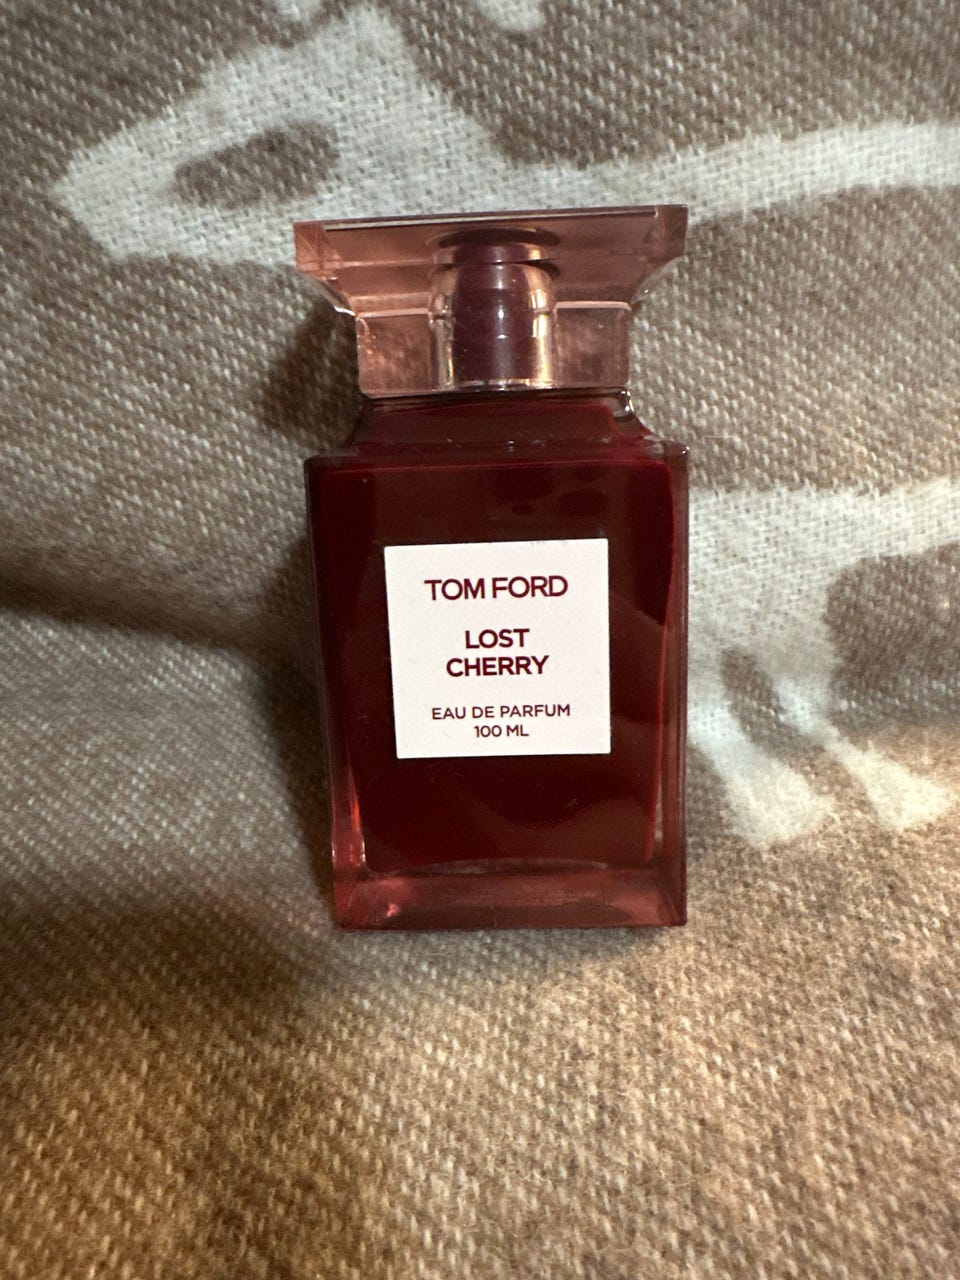 TOM FORD
LOST
CHERRY
EAU DE PARFUM
100 ML